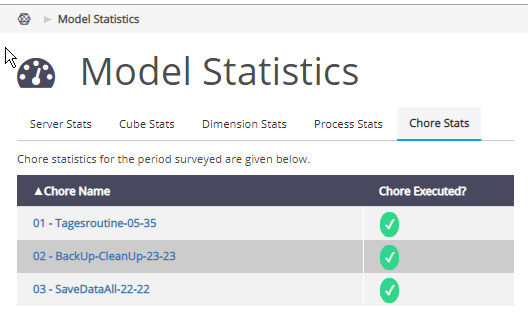 Model Statistics
Model Statistics
Server Stats Cube Stats Dimension Stats Process Stats Chore Stats
Chore statistics for the period surveyed are given below.
▲Chore Name Chore Executed?
01 - Tagesroutine-05-35
02 - BackUp-CleanUp-23-23
03 - SaveDataAll-22-22